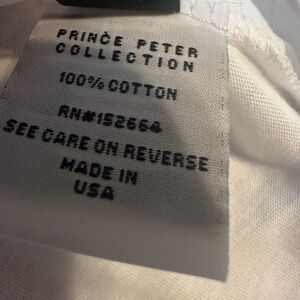 PRINCE PETER
COLLECTION
100% COTTON
RN#152664
SEE CARE ON REVERSE
MADE IN
USA